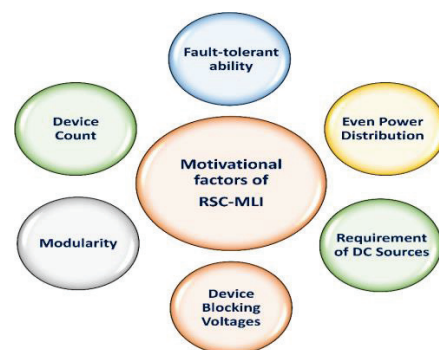 Fault-tolerant
ability
Device
Count
Even Power
Distribution
Motivational
factors of
RSC-MLI
Modularity
Requirement
of DC Sources
Device
Blocking
Voltages